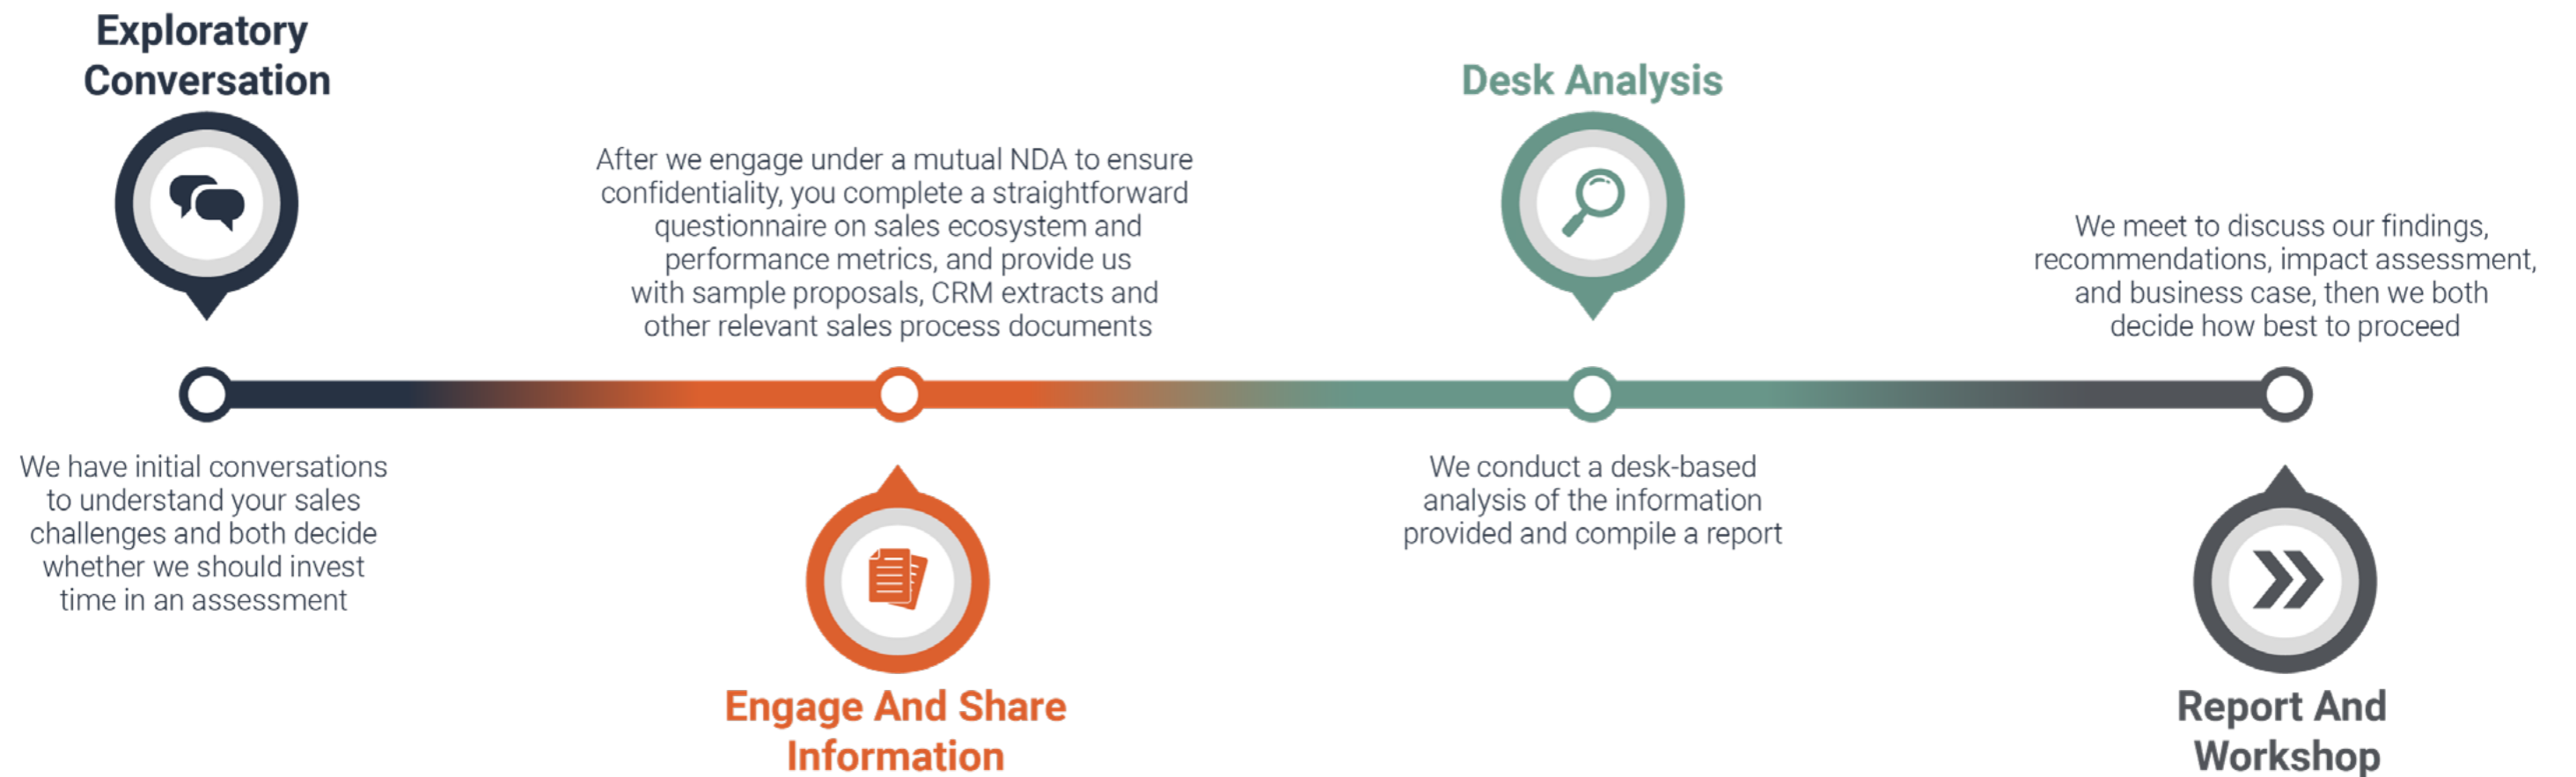 Exploratory
Conversation
We have initial conversations
to understand your sales
challenges and both decide
whether we should invest
time in an assessment
After we engage under a mutual NDA to ensure
confidentiality, you complete a straightforward
questionnaire on sales ecosystem and
performance metrics, and provide us
with sample proposals, CRM extracts and
other relevant sales process documents
Engage And Share
Information
Desk Analysis
We conduct a desk-based
analysis of the information
provided and compile a report
We meet to discuss our findings,
recommendations, impact assessment,
and business case, then we both
decide how best to proceed
Report And
Workshop